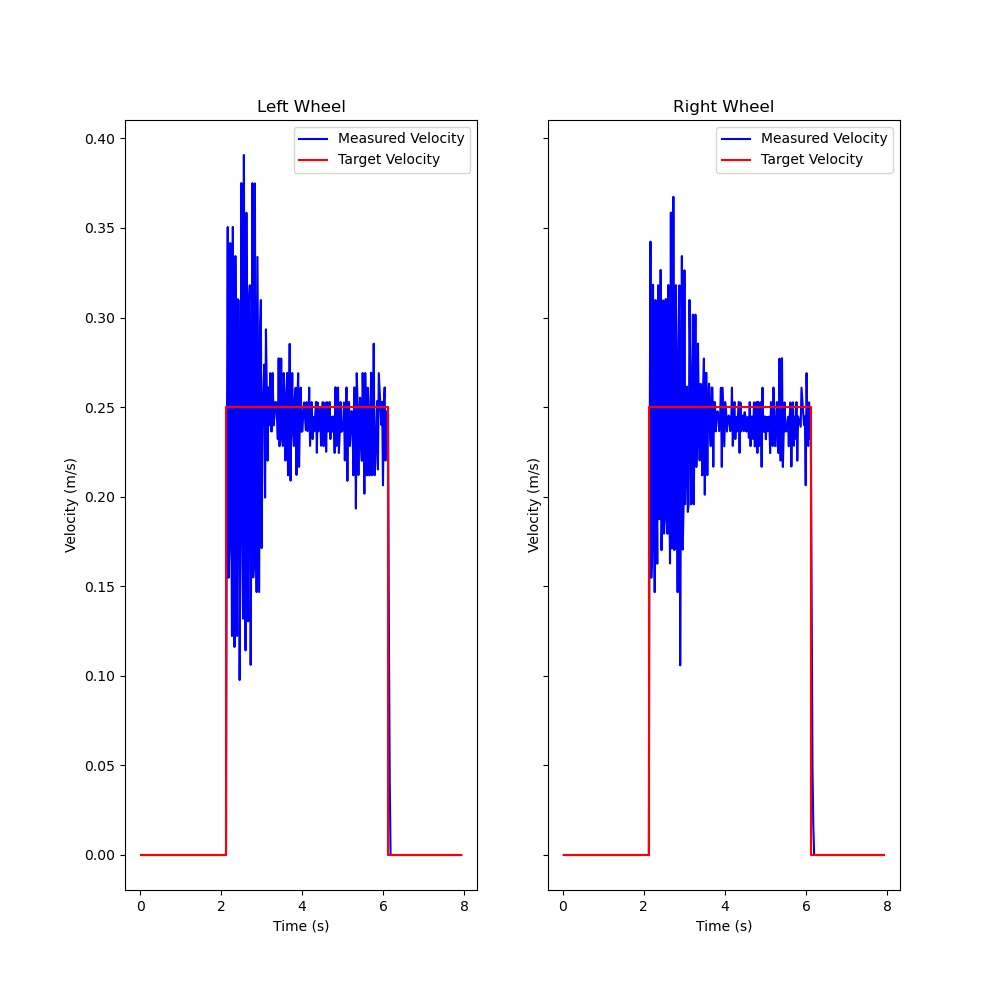 Left Wheel
Measured Velocity
Target Velocity
Velocity (m/s)
0.40
0.35
0.30
0.25
0.20
0.15
0.10
0.05
0.00
0 2 4 6 8
Time (s)
Right Wheel
Measured Velocity
Target Velocity
Velocity (m/s)
0 2 4 6 8
Time (s)